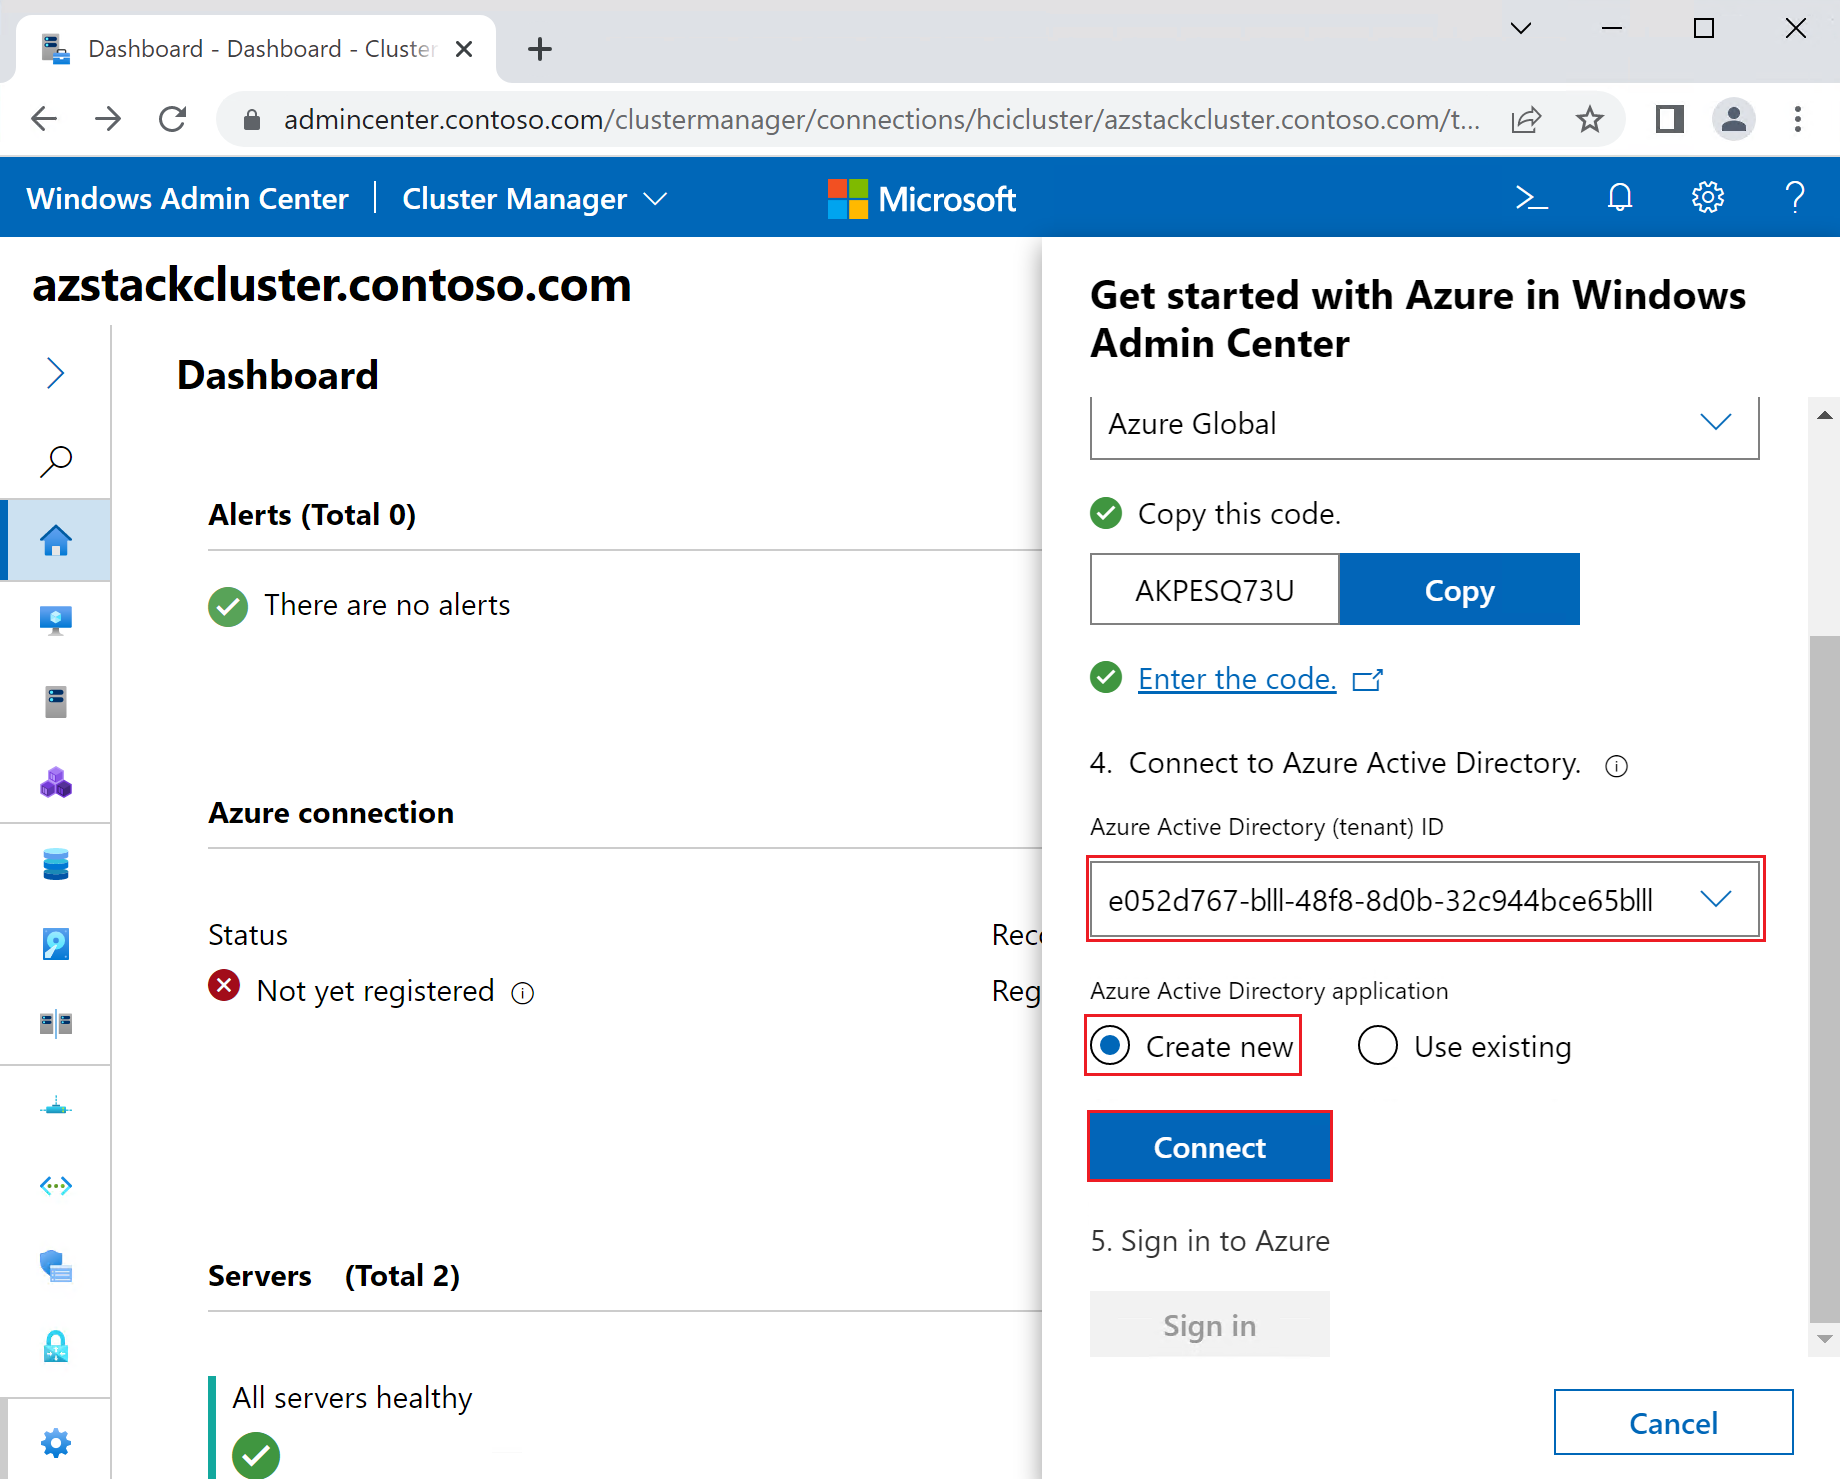 Dashboard - Dashboard - Cluster
admincenter.contoso.com/clustermanager/connections/hcicluster/azstackcluster.contoso.com/t...
Windows Admin Center | Cluster Manager
Microsoft
azstackcluster.contoso.com
Dashboard
Alerts (Total 0)
There are no alerts
Azure connection
Status
Not yet registered
Rec
Reg
Servers (Total 2)
All servers healthy
Get started with Azure in Windows
Admin Center
Azure Global
Copy this code.
AKPESQ73U
Copy
Enter the code.
4. Connect to Azure Active Directory.
Azure Active Directory (tenant) ID
e052d767-blll-48f8-8d0b-32c944bce65blll
Azure Active Directory application
Create new
Use existing
Connect
5. Sign in to Azure
Sign in
Cancel